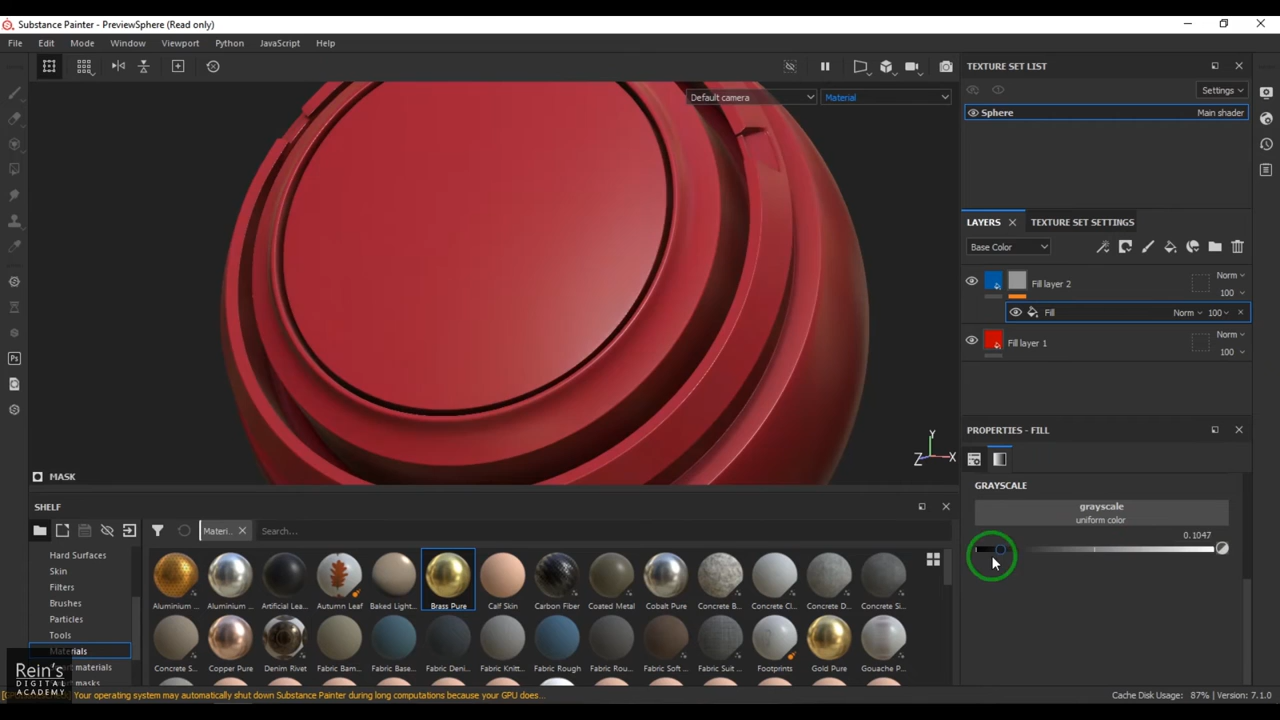 Substance Painter - PreviewSphere (Read only)
File Edit Mode Window Viewport Python JavaScript Help
Default camera
Material
TEXTURE SET LIST
Settings
Sphere
Main shader
LAYERS
TEXTURE SET SETTINGS
Base Color
Fill layer 2
Norm
100
Fill
Norm
100
Fill layer 1
Norm
100
PROPERTIES - FILL
GRAYSCALE
grayscale
uniform color
0.1047
Y
Z X
MASK
Ps
SHELF
Materi...
Search...
Hard Surfaces
Skin
Filters
Brushes
Particles
Tools
Materials
Aluminium ... Aluminium ... Artificial Lea... Autumn Leaf Baked Light... Brass Pure Calf Skin Carbon Fiber Coated Metal Cobalt Pure Concrete B... Concrete Cl... Concrete D... Concrete Si...
Concrete S... Copper Pure Denim Rivet Fabric Bam... Fabric Base... Fabric Deni... Fabric Knitt... Fabric Rough Fabric Rou... Fabric Soft ... Fabric Suit ... Footprints Gold Pure Gouache P...
Rein's
DIGITAL
ACADEMY
Your operating system may automatically shut down Substance Painter during long computations because your GPU does...
Cache Disk Usage: 87% | Version: 7.1.0